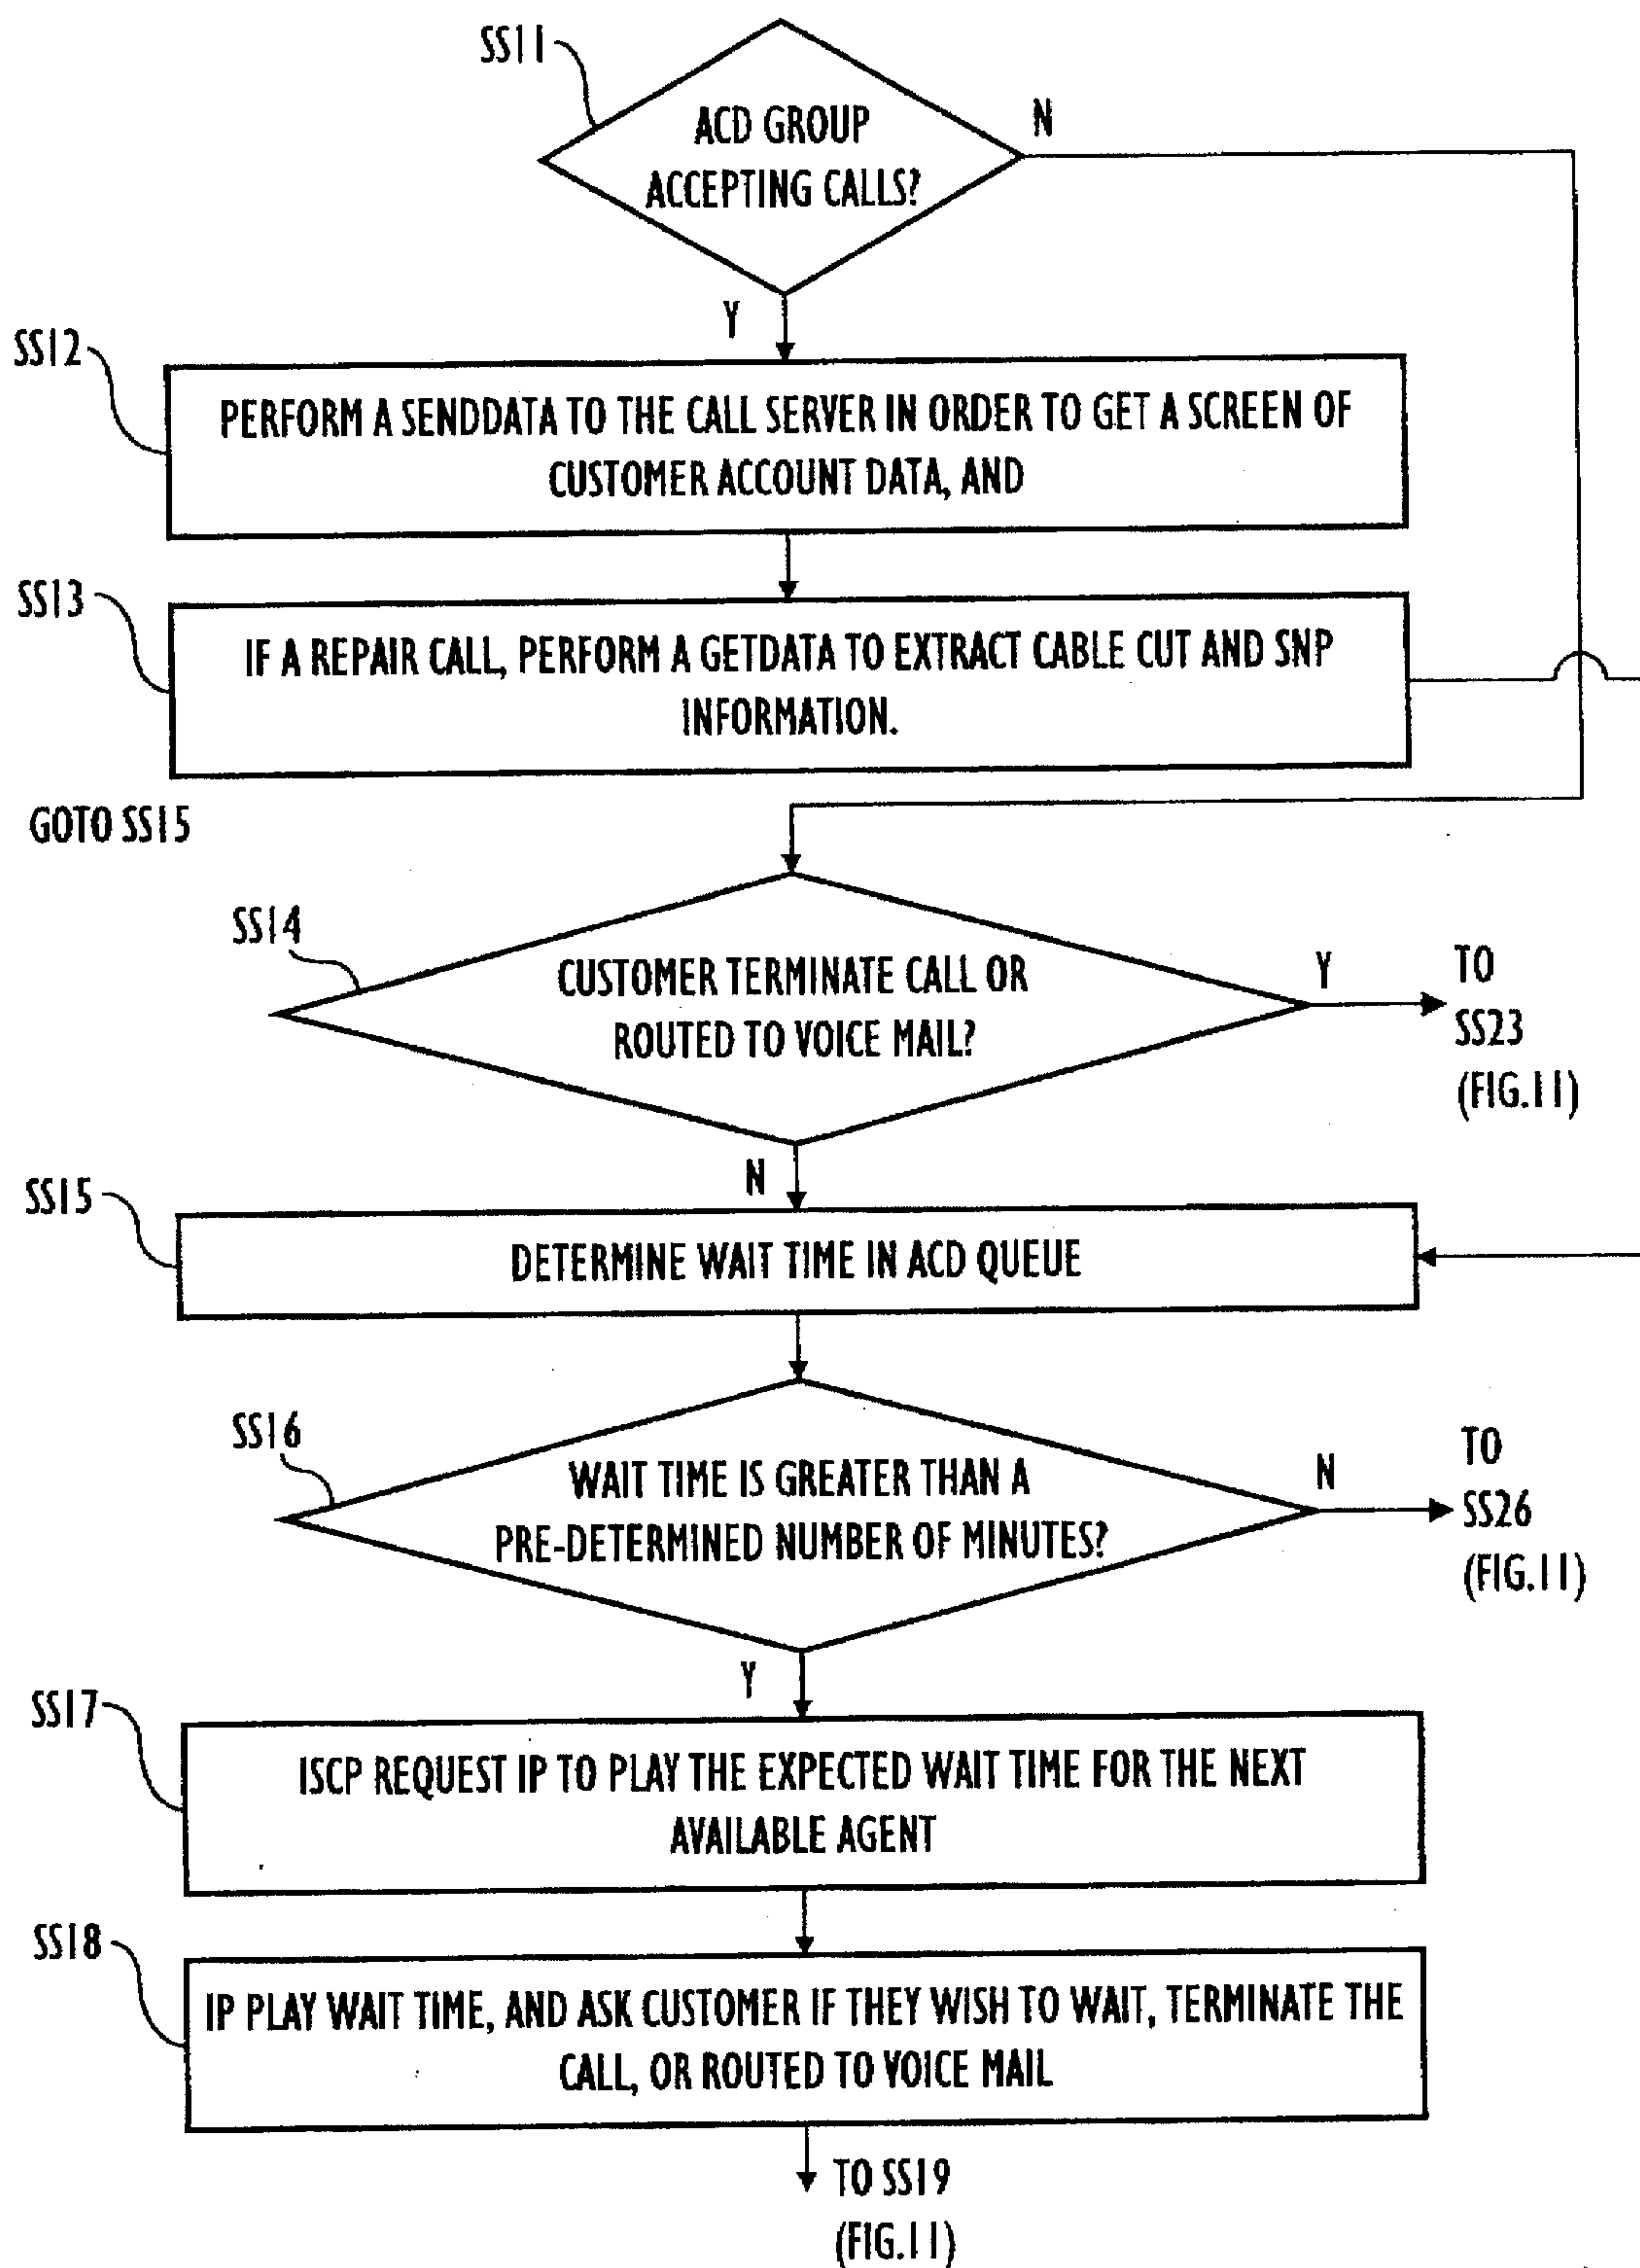 SS11
ACD GROUP
ACCEPTING CALLS?
N
Y
SS12
PERFORM A SENDDATA TO THE CALL SERVER IN ORDER TO GET A SCREEN OF
CUSTOMER ACCOUNT DATA, AND
SS13
IF A REPAIR CALL, PERFORM A GETDATA TO EXTRACT CABLE CUT AND SNP
INFORMATION.
GOTO SS15
SS14
CUSTOMER TERMINATE CALL OR
ROUTED TO VOICE MAIL?
Y
TO
SS23
(FIG.11)
N
SS15
DETERMINE WAIT TIME IN ACD QUEUE
SS16
WAIT TIME IS GREATER THAN A
PRE-DETERMINED NUMBER OF MINUTES?
N
TO
SS26
(FIG.11)
Y
SS17
ISCP REQUEST IP TO PLAY THE EXPECTED WAIT TIME FOR THE NEXT
AVAILABLE AGENT
SS18
IP PLAY WAIT TIME, AND ASK CUSTOMER IF THEY WISH TO WAIT, TERMINATE THE
CALL, OR ROUTED TO VOICE MAIL
TO SS19
(FIG.11)